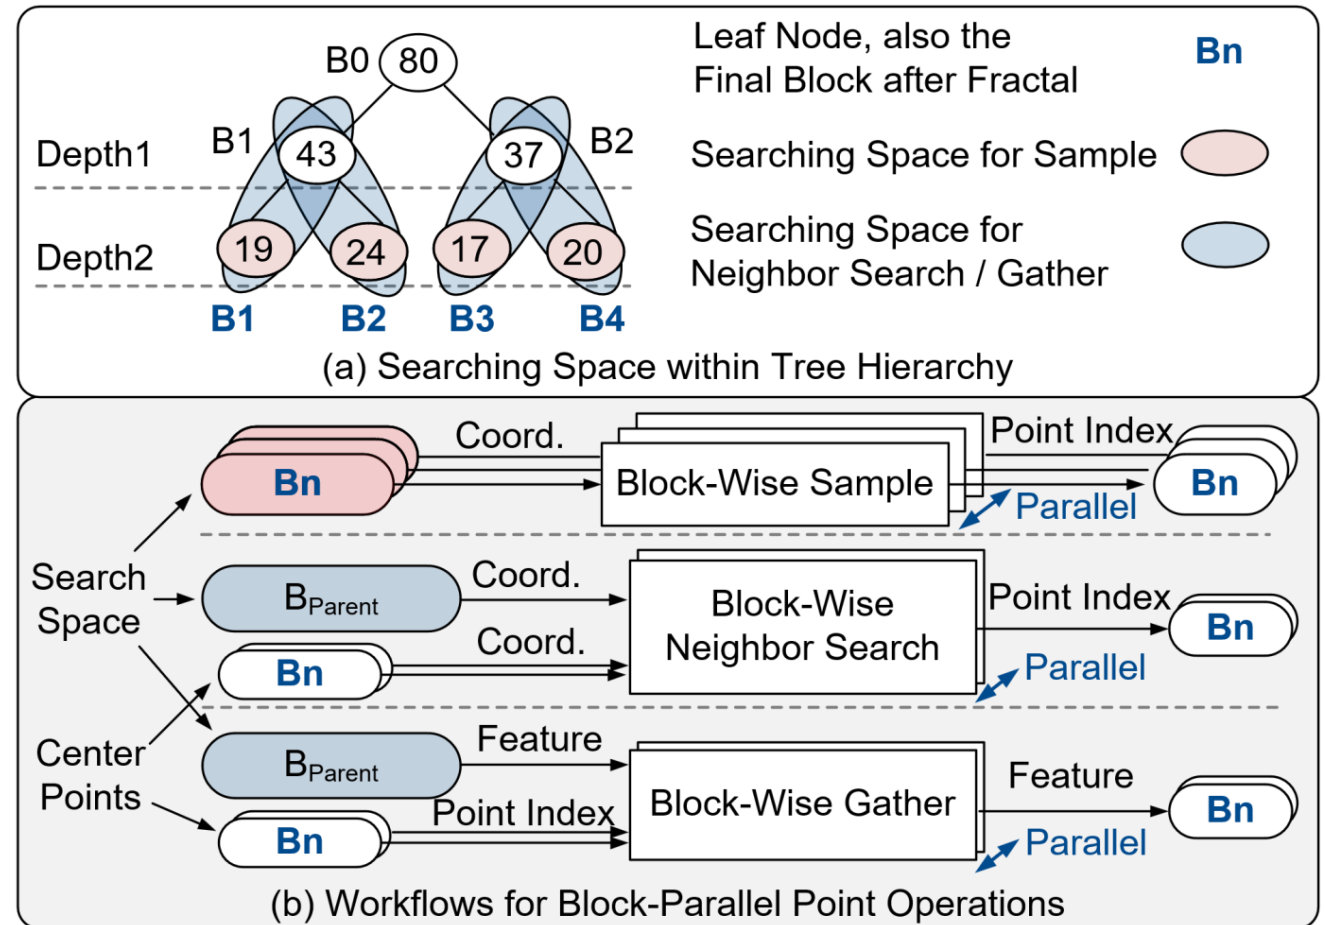 B0
80
Leaf Node, also the
Final Block after Fractal
Bn
Depth1
B1
43
37
B2
Searching Space for Sample
Depth2
19
24
17
20
Searching Space for
Neighbor Search / Gather
B1
B2
B3
B4
(a) Searching Space within Tree Hierarchy
Bn
Coord.
Block-Wise Sample
Point Index
Bn
Parallel
Search
Space
BParent
Coord.
Bn
Coord.
Block-Wise
Neighbor Search
Point Index
Bn
Parallel
Center
Points
BParent
Feature
Bn
Point Index
Block-Wise Gather
Feature
Bn
Parallel
(b) Workflows for Block-Parallel Point Operations